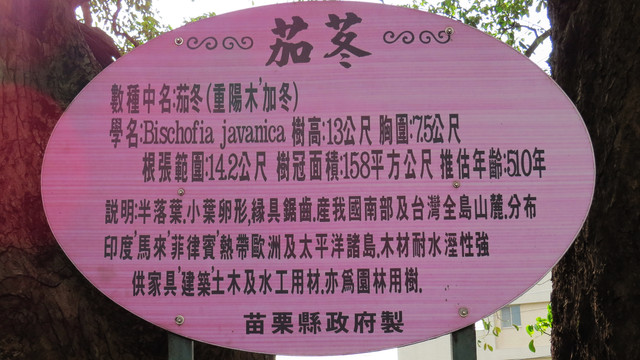 茄苳
數種中名:茄冬(重陽木'加冬)
學名:Bischofia javanica 樹高:13公尺 胸圍:7.5公尺
根張範圍:14.2公尺 樹冠面積:158平方公尺 推估年齡:510年
説明:半落葉.小葉卵形,緣具鋸齒.産我國南部及台灣全島山麓.分布
印度'馬來'菲律賓'熱帶歐洲及太平洋諸島.木材耐水溼性強
供家具'建築'土木及水工用材.亦爲園林用樹.
苗栗縣政府製